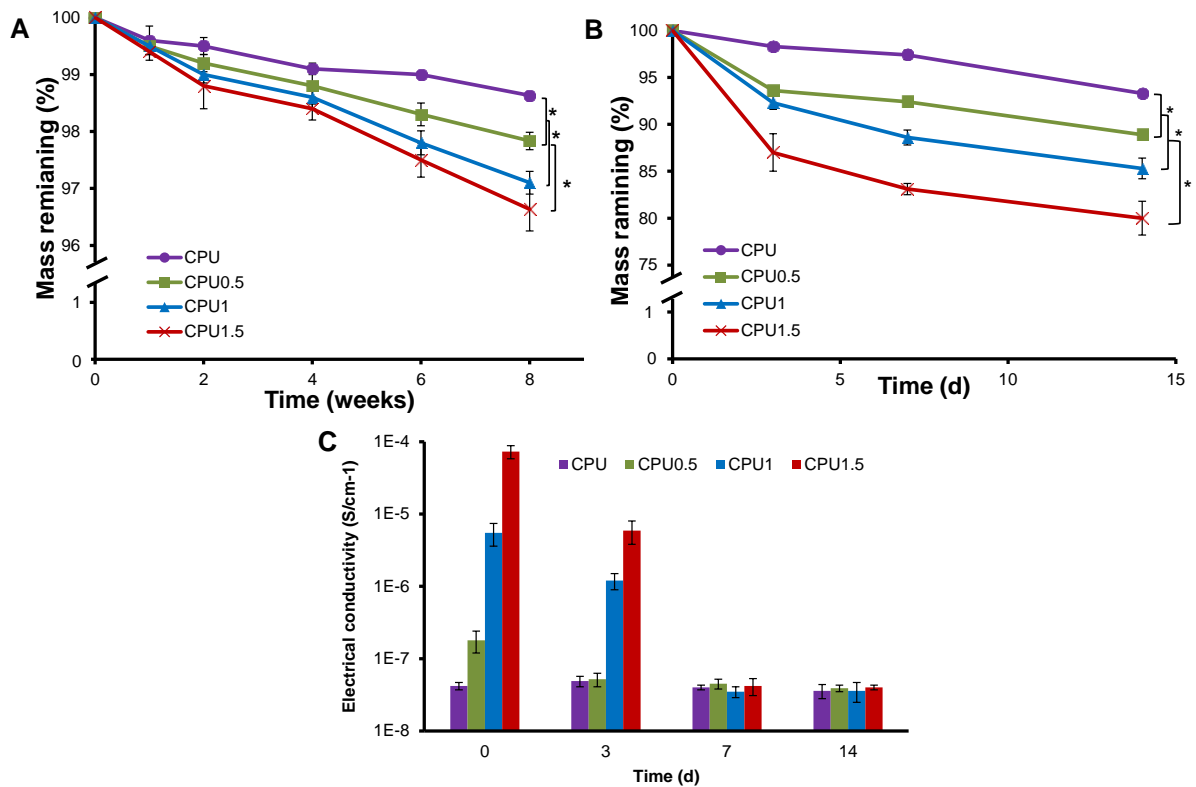 A
Mass remianing (%)
100
99
98
97
96
1
0
0
2
4
6
8
Time (weeks)
CPU
CPU0.5
CPU1
CPU1.5
*
*
*
B
Mass ramining (%)
100
95
90
85
80
75
1
0
0
5
10
15
Time (d)
CPU
CPU0.5
CPU1
CPU1.5
*
*
*
C
Electrical conductivity (S/cm-1)
1E-4
1E-5
1E-6
1E-7
1E-8
CPU CPU0.5 CPU1 CPU1.5
0 3 7 14
Time (d)